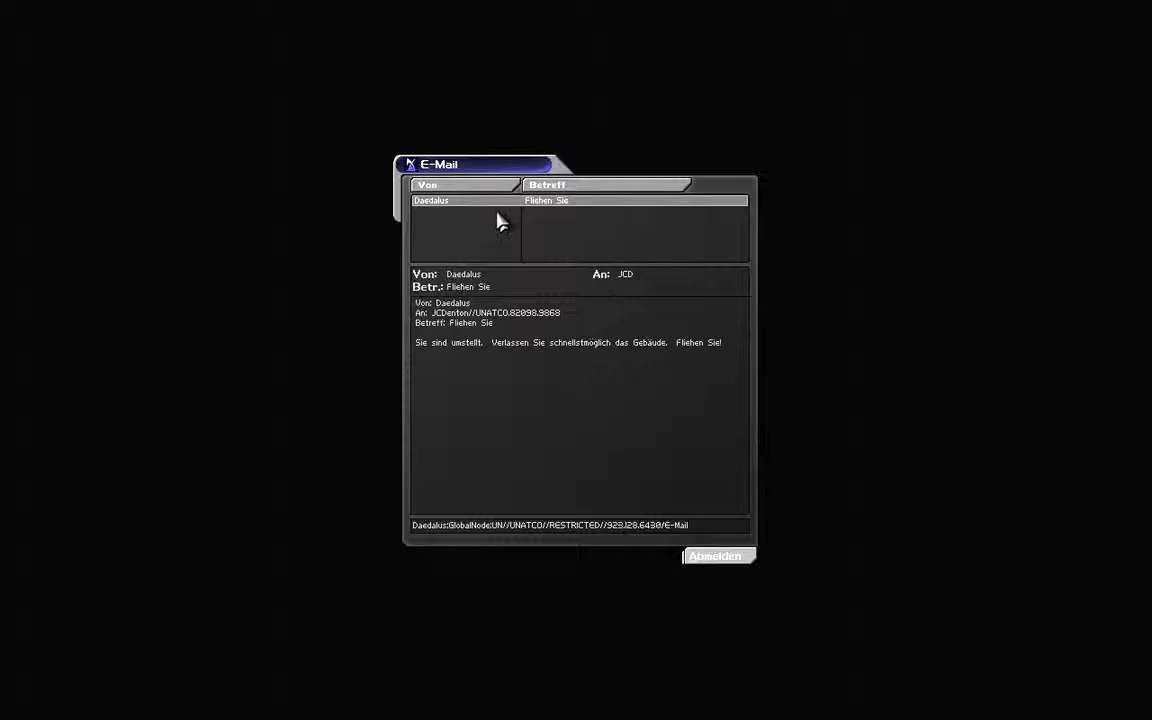 E-Mail
Von Betreff
Daedalus Fliehen Sie
Von: Daedalus An: JCD
Betr.: Fliehen Sie
Von: Daedalus
An: JCDenton//UNATCO.82098.9868
Betreff: Fliehen Sie
Sie sind umstellt. Verlassen Sie schnellstmöglich das Gebäude. Fliehen Sie!
Daedalus:GlobalNode:UN//UNATCO//RESTRICTED//923.128.6430/E-Mail
Abmelden